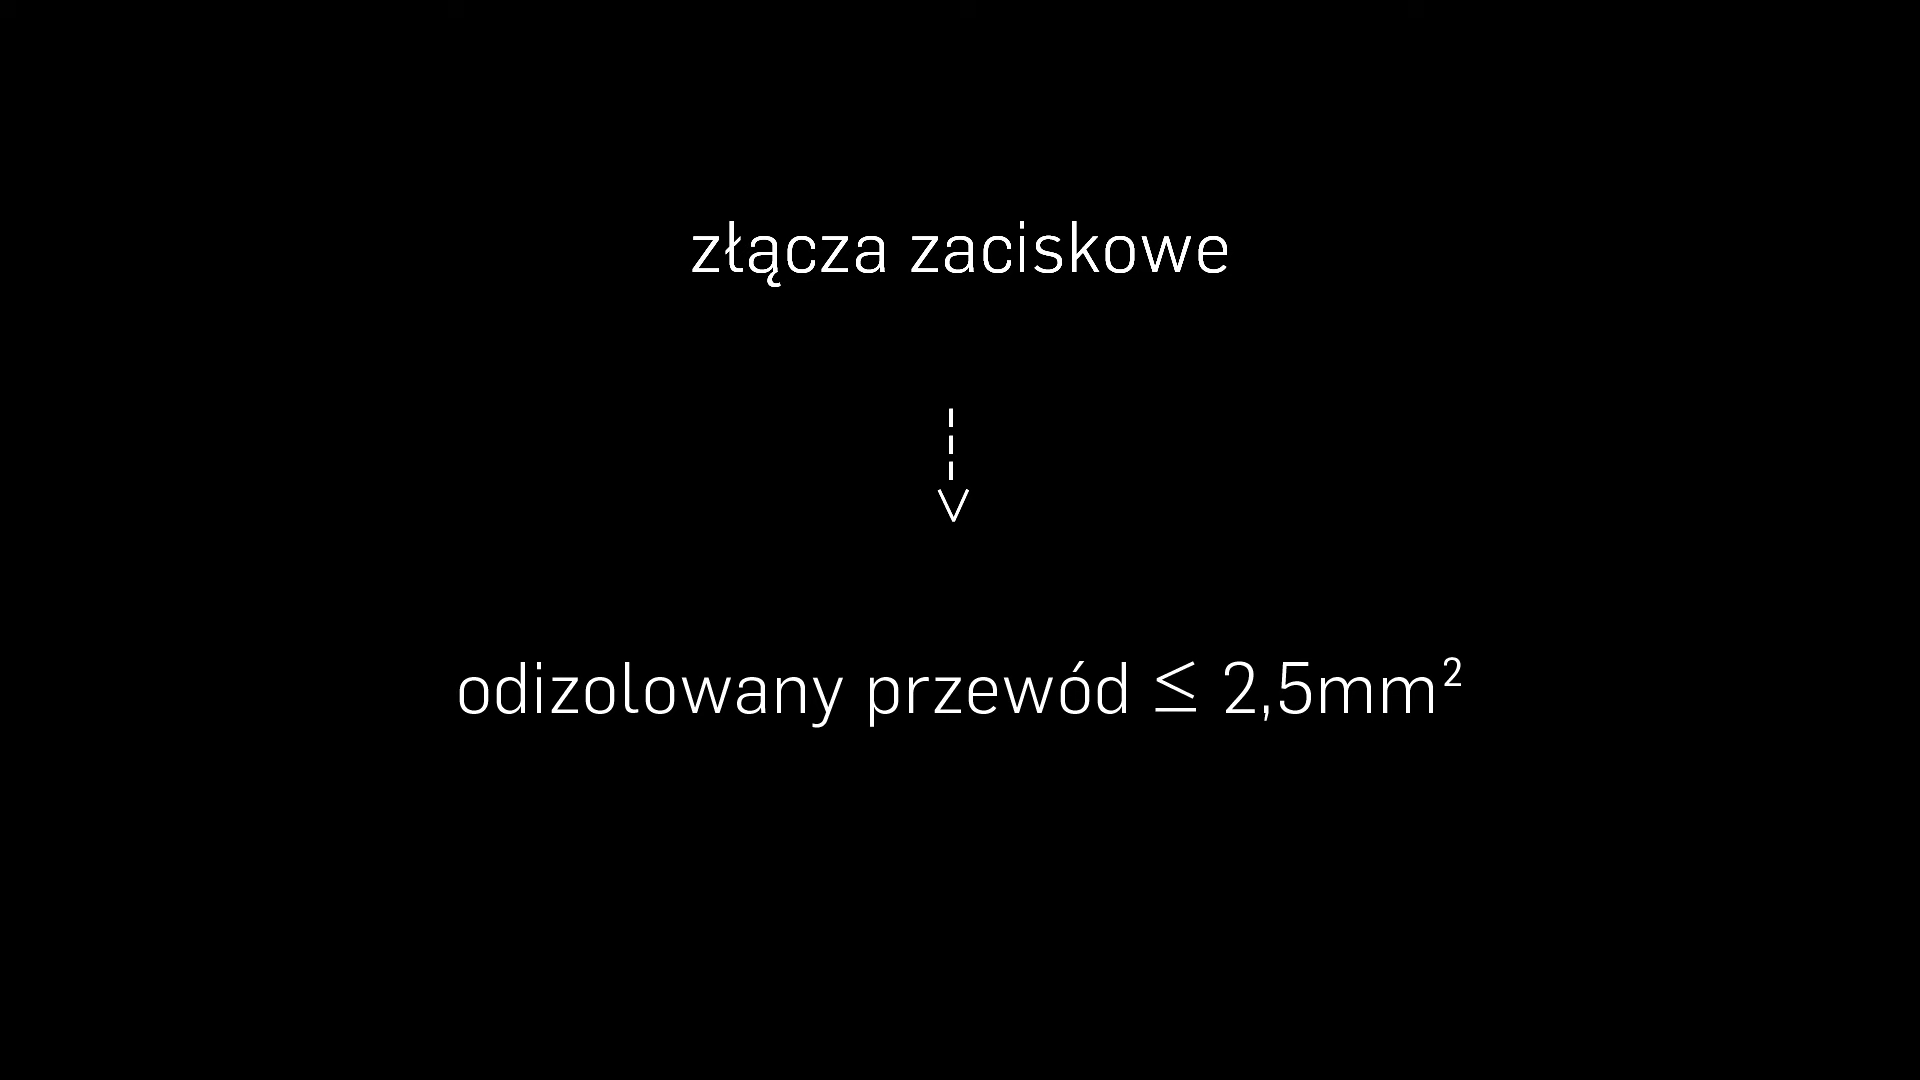 złącza zaciskowe
odizolowany przewód ≤ 2,5mm²